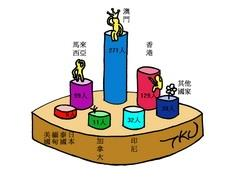 澳門
271人
馬來
西亞
香港
129人
其他
國家
11人
32人
日本
泰國
緬甸
美國
加拿大
印尼
TKU